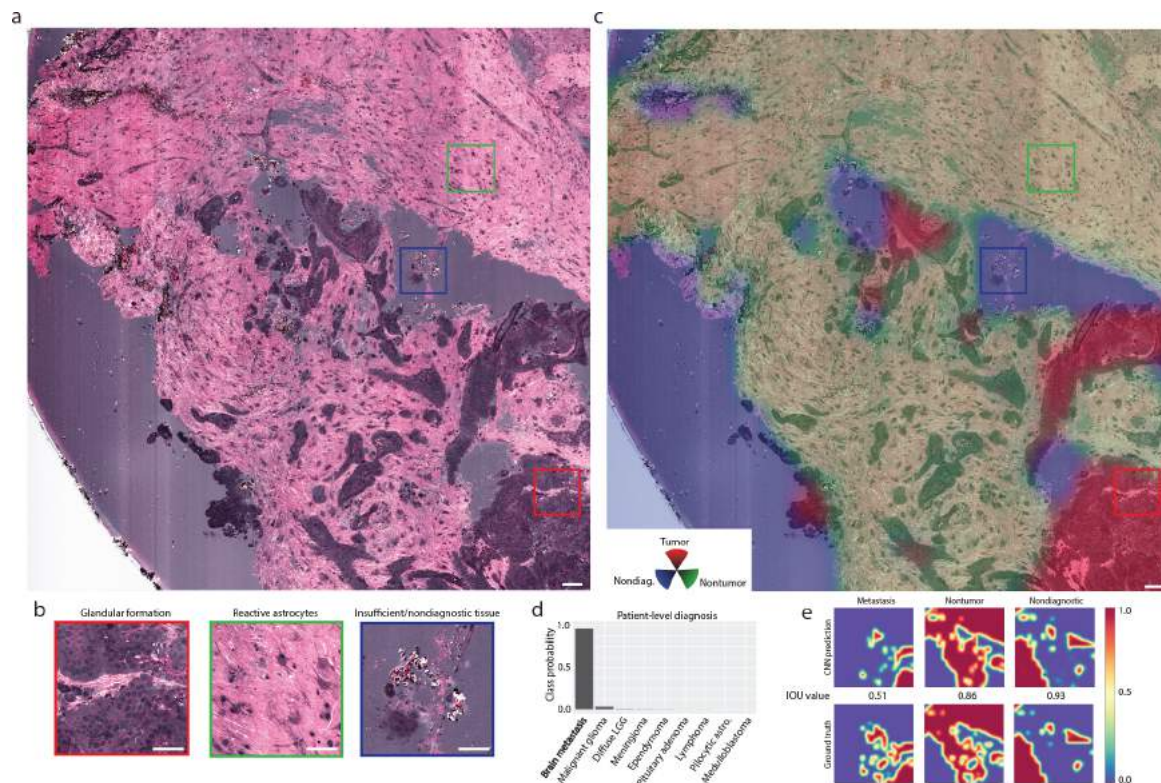 a
c
Tumor
Nondiag.
Nontumor
b
Glandular formation
Reactive astrocytes
Insufficient/nondiagnostic tissue
d
Patient-level diagnosis
Class probability
1.0
0.5
0.0
Brain metastasis
Malignant glioma
Diffuse LGG
Meningioma
Ependymoma
Pituitary adenoma
Lymphoma
Pilocytic astro.
Medulloblastoma
e
Metastasis
Nontumor
Nondiagnortic
CNN prediction
IOU value
0.51
0.86
0.93
Ground truth
1.0
0.5
0.0